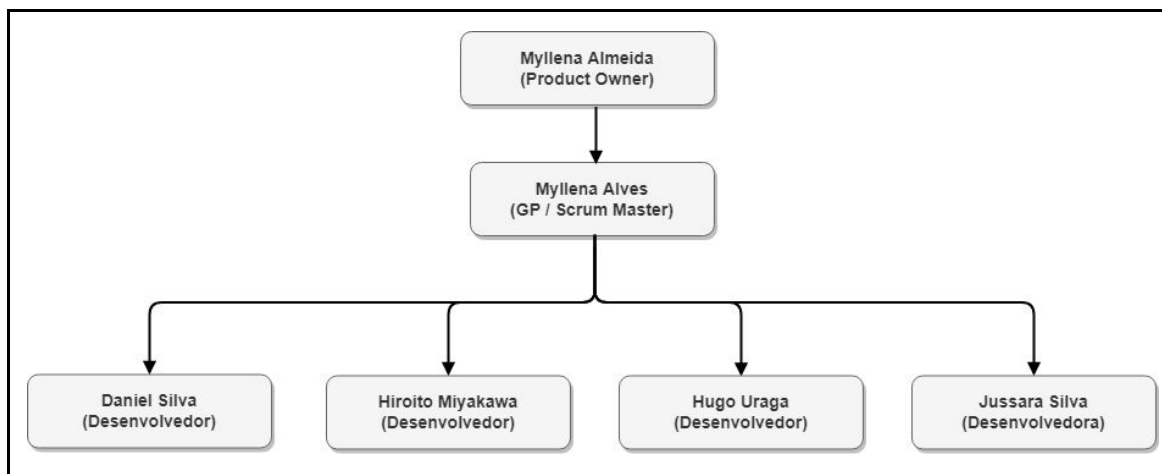 Myllena Almeida
(Product Owner)
Myllena Alves
(GP / Scrum Master)
Daniel Silva
(Desenvolvedor)
Hiroito Miyakawa
(Desenvolvedor)
Hugo Uraga
(Desenvolvedor)
Jussara Silva
(Desenvolvedora)